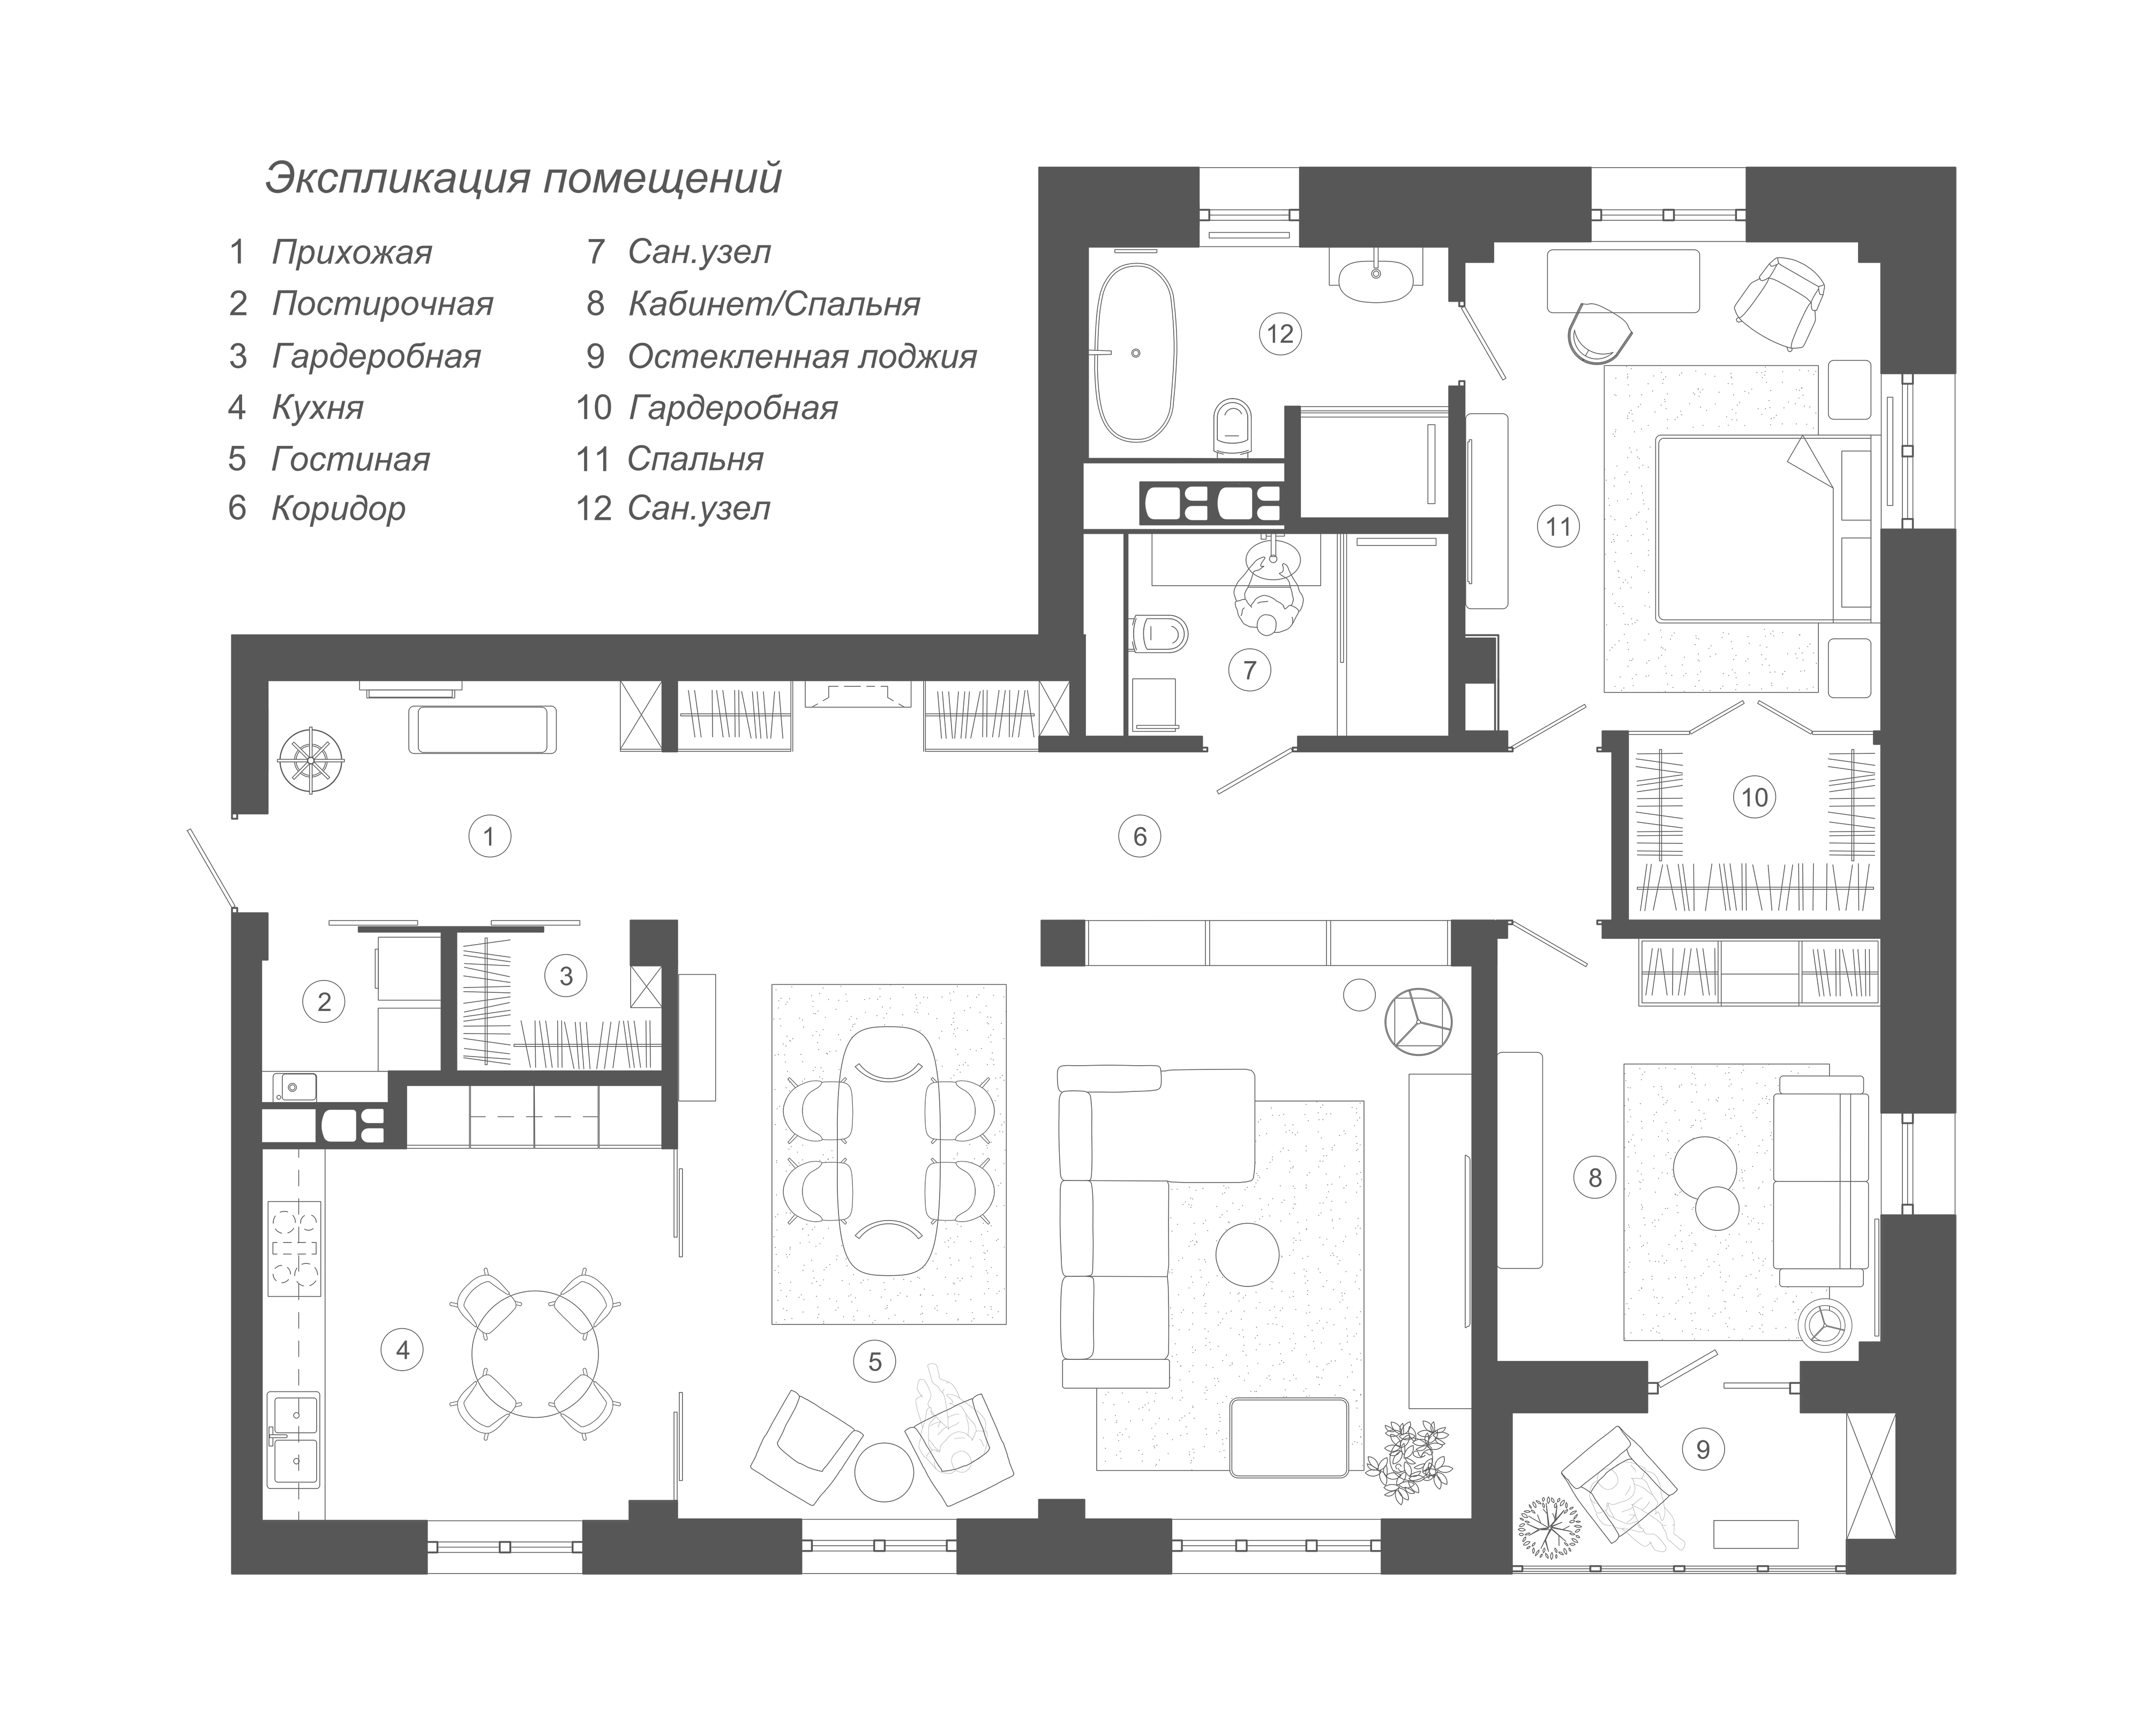 Экспликация помещений
1 Прихожая
2 Постирочная
3 Гардеробная
4 Кухня
5 Гостиная
6 Коридор
7 Сан.узел
8 Кабинет/Спальня
9 Остекленная лоджия
10 Гардеробная
11 Спальня
12 Сан.узел
12
11
7
10
1
6
3
2
8
4
5
9